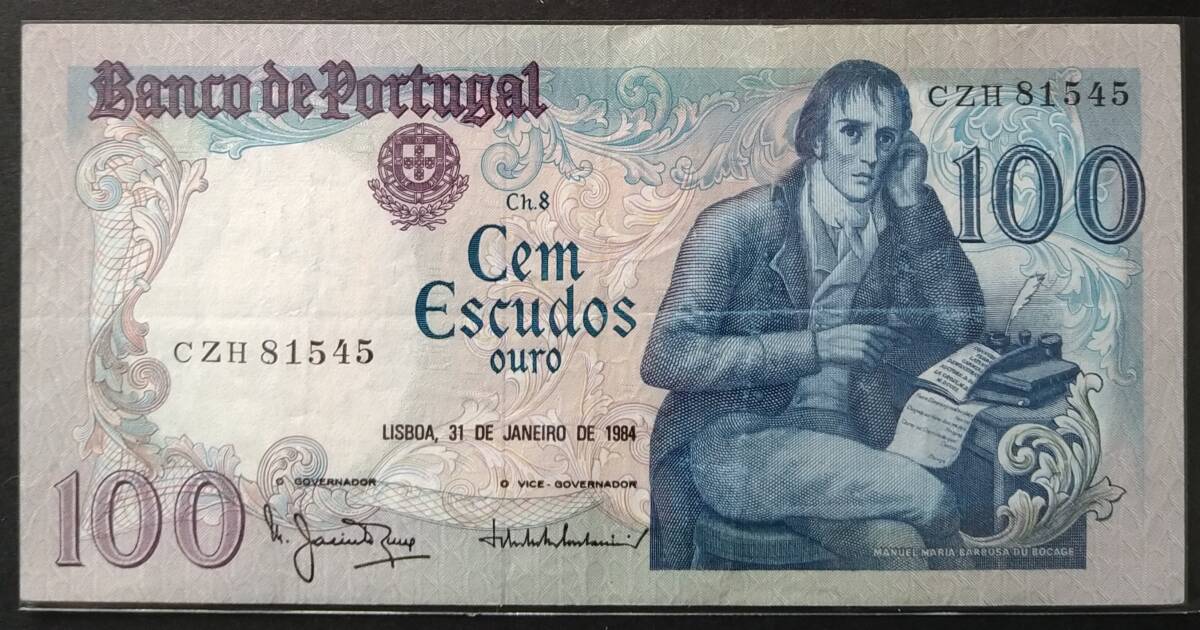 Banco de Portugal
CZH 81545
100
Ch. 8
Cem
Escudos
ouro
CZH 81545
LISBOA, 31 DE JANEIRO DE 1984
O GOVERNADOR
O VICE-GOVERNADOR
100
MANUEL MARIA BARBOSA DU BOCAGE